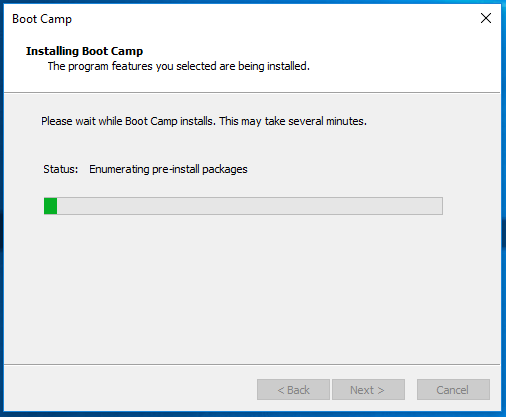 Boot Camp
Installing Boot Camp
The program features you selected are being installed.
Please wait while Boot Camp installs. This may take several minutes.
Status: Enumerating pre-install packages
< Back Next > Cancel